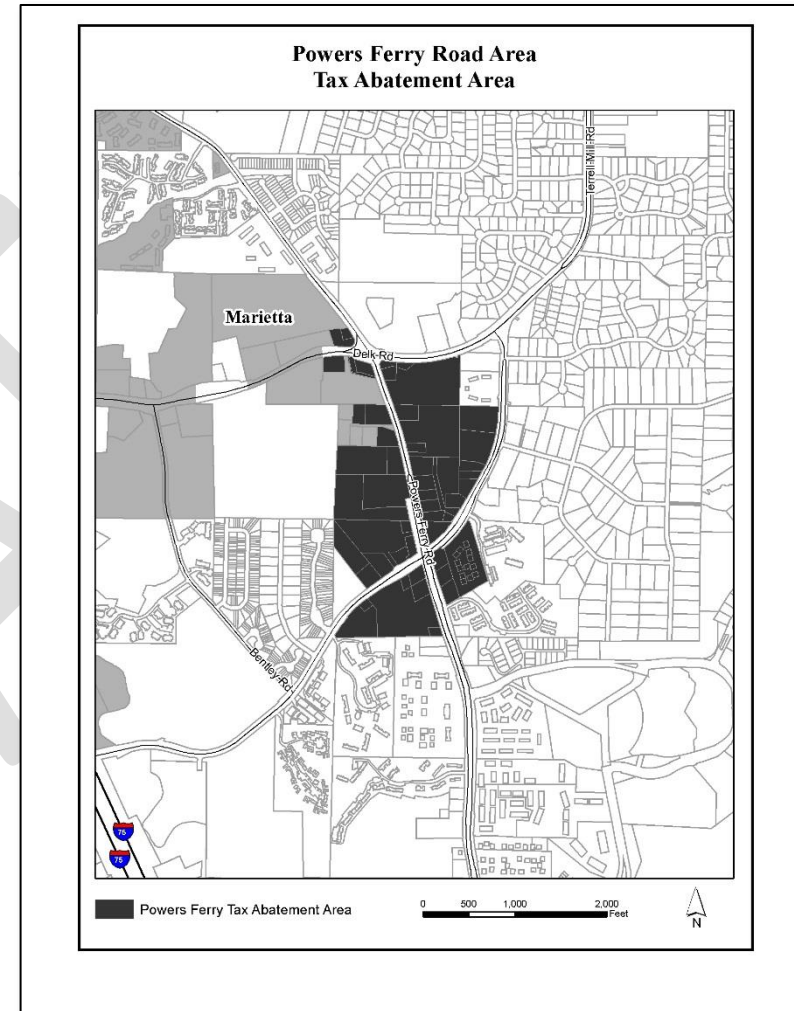 Powers Ferry Road Area
Tax Abatement Area
Terrell Mill Rd
Marietta
Delk Rd
Powers Ferry Rd
Bentley Rd
75
75
Powers Ferry Tax Abatement Area
0 500 1,000 2,000
Feet
N